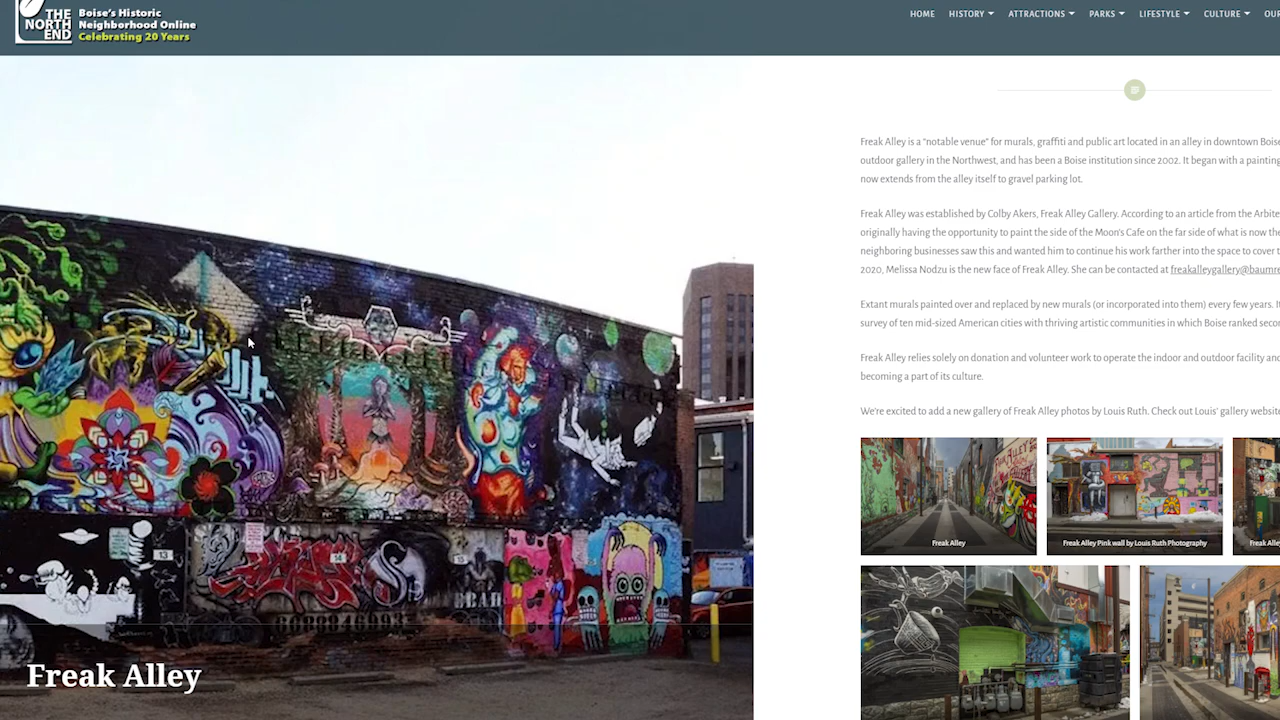 THE
NORTH
END
Boise's Historic
Neighborhood Online
Celebrating 20 Years
HOME HISTORY ATTRACTIONS PARKS LIFESTYLE CULTURE OUR
Freak Alley is a "notable venue" for murals, graffiti and public art located in an alley in downtown Boise
outdoor gallery in the Northwest, and has been a Boise institution since 2002. It began with a painting
now extends from the alley itself to gravel parking lot.
Freak Alley was established by Colby Akers, Freak Alley Gallery. According to an article from the Arbite
originally having the opportunity to paint the side of the Moon's Cafe on the far side of what is now the
neighboring businesses saw this and wanted him to continue his work farther into the space to cover t
2020, Melissa Nodzu is the new face of Freak Alley. She can be contacted at freakalleygallery@baumre
Extant murals painted over and replaced by new murals (or incorporated into them) every few years. I
survey of ten mid-sized American cities with thriving artistic communities in which Boise ranked seco
Freak Alley relies solely on donation and volunteer work to operate the indoor and outdoor facility and
becoming a part of its culture.
We're excited to add a new gallery of Freak Alley photos by Louis Ruth. Check out Louis' gallery websit
Freak Alley
Freak Alley Pink wall by Louis Ruth Photography
Freak Alle
13
14
15
Freak Alley